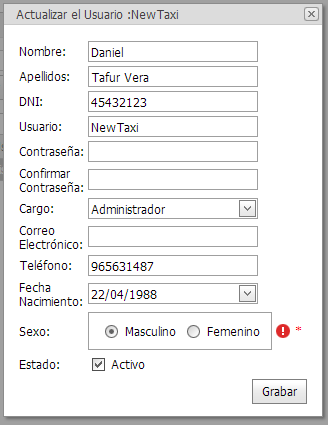 Actualizar el Usuario :NewTaxi
Nombre: Daniel
Apellidos: Tafur Vera
DNI: 45432123
Usuario: NewTaxi
Contraseña:
Confirmar
Contraseña:
Cargo: Administrador
Correo
Electrónico:
Teléfono: 965631487
Fecha
Nacimiento: 22/04/1988
Sexo: Masculino Femenino *
Estado: Activo
Grabar